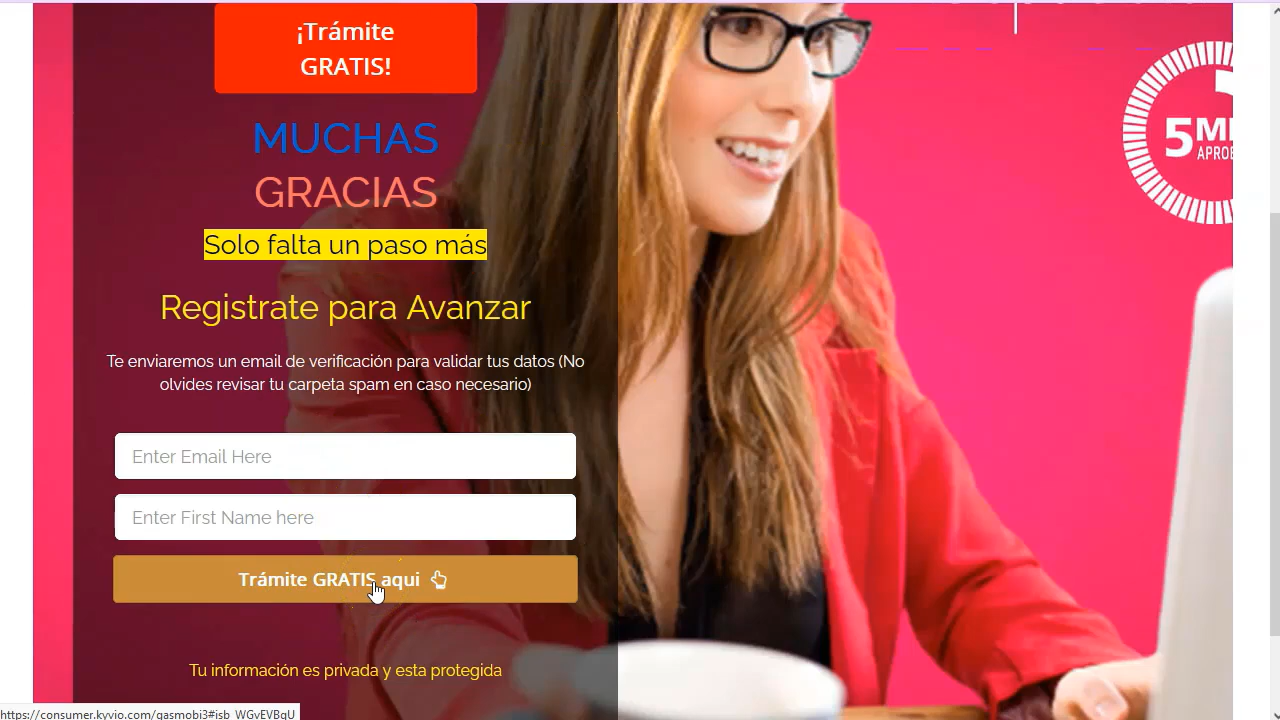 ¡Trámite
GRATIS!
MUCHAS
GRACIAS
Solo falta un paso más
Registrate para Avanzar
Te enviaremos un email de verificación para validar tus datos (No
olvides revisar tu carpeta spam en caso necesario)
Enter Email Here
Enter First Name here
Trámite GRATIS aqui
Tu información es privada y esta protegida
5
https://consumer.kyvio.com/gasmobi3#isb_WGvEVBqU